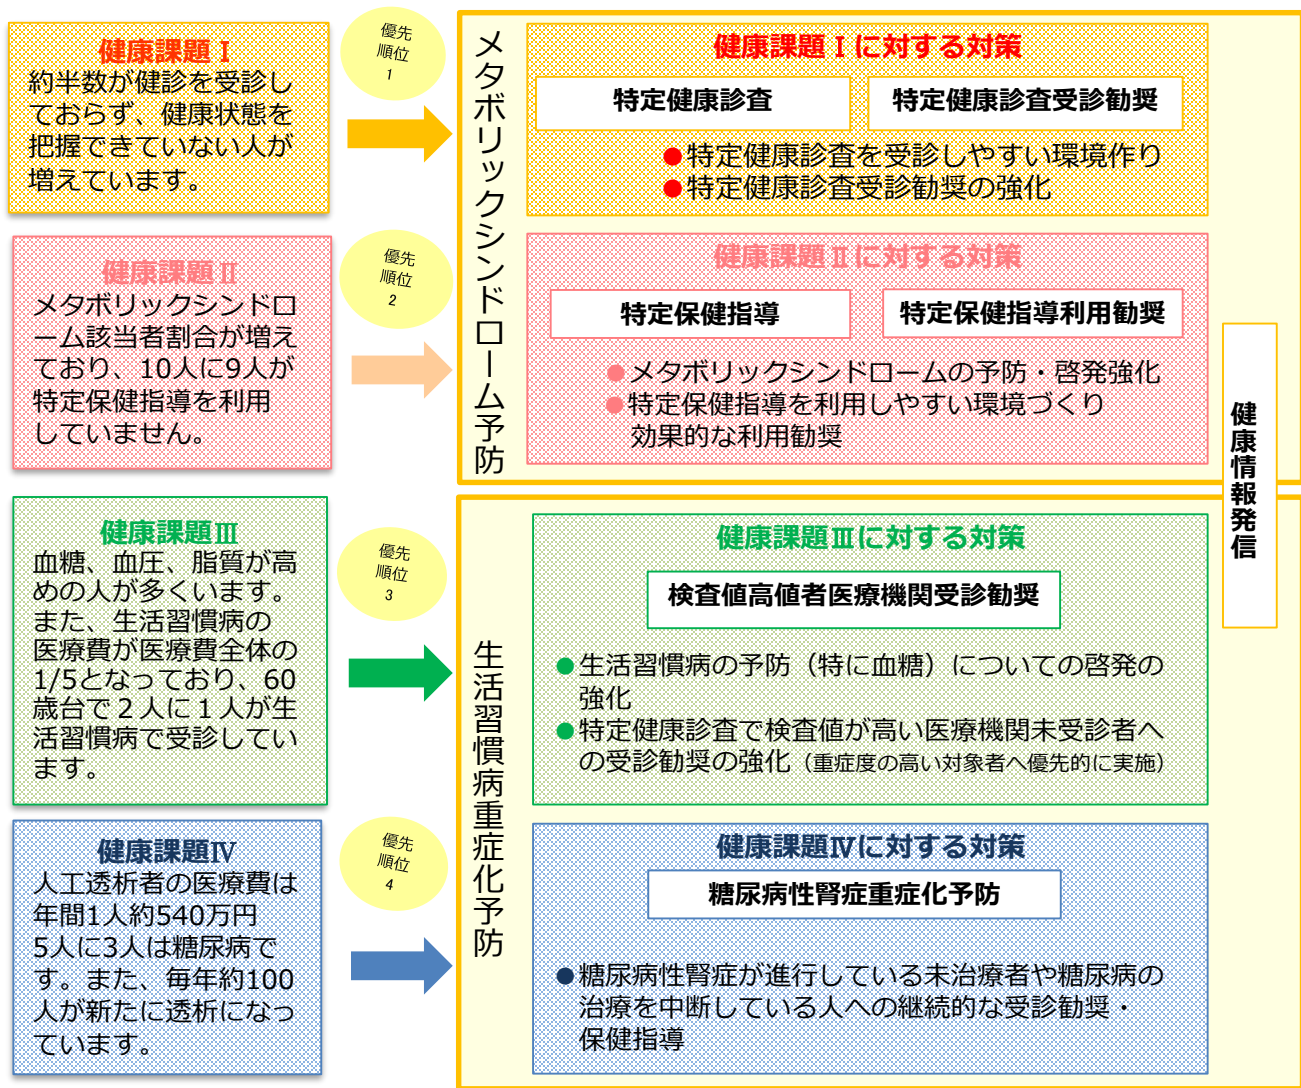 健康課題Ⅰ
約半数が健診を受診し
ておらず、健康状態を
把握できていない人が
増えています。
優先
順位
1
メタボリックシンドローム予防
健康課題Ⅰに対する対策
特定健康診査
特定健康診査受診勧奨
●特定健康診査を受診しやすい環境作り
●特定健康診査受診勧奨の強化
健康課題Ⅱ
メタボリックシンドロ
ーム該当者割合が増え
ており、10人に9人が
特定保健指導を利用
していません。
優先
順位
2
健康課題Ⅱに対する対策
特定保健指導
特定保健指導利用勧奨
●メタボリックシンドロームの予防・啓発強化
●特定保健指導を利用しやすい環境づくり
効果的な利用勧奨
健康情報発信
健康課題Ⅲ
血糖、血圧、脂質が高
めの人が多くいます。
また、生活習慣病の
医療費が医療費全体の
1/5となっており、60
歳台で２人に１人が生
活習慣病で受診してい
ます。
優先
順位
3
生活習慣病重症化予防
健康課題Ⅲに対する対策
検査値高値者医療機関受診勧奨
●生活習慣病の予防（特に血糖）についての啓発の
強化
●特定健康診査で検査値が高い医療機関未受診者へ
の受診勧奨の強化（重症度の高い対象者へ優先的に実施）
健康課題Ⅳ
人工透析者の医療費は
年間1人約540万円
5人に3人は糖尿病で
す。また、毎年約100
人が新たに透析になっ
ています。
優先
順位
4
健康課題Ⅳに対する対策
糖尿病性腎症重症化予防
●糖尿病性腎症が進行している未治療者や糖尿病の
治療を中断している人への継続的な受診勧奨・
保健指導